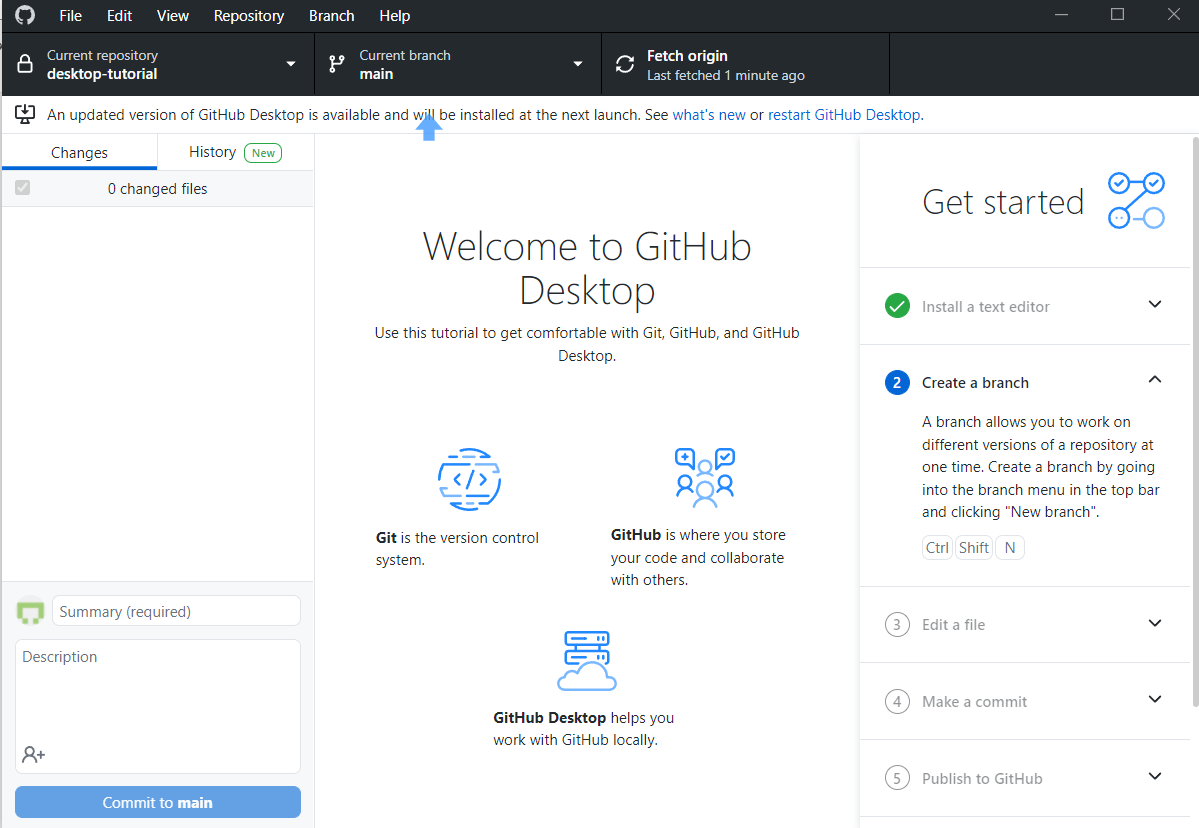 File Edit View Repository Branch Help
Current repository
desktop-tutorial
Current branch
main
Fetch origin
Last fetched 1 minute ago
An updated version of GitHub Desktop is available and will be installed at the next launch. See what's new or restart GitHub Desktop.
Changes
History New
0 changed files
Summary (required)
Description
Commit to main
Welcome to GitHub
Desktop
Use this tutorial to get comfortable with Git, GitHub, and GitHub
Desktop.
Git is the version control
system.
GitHub is where you store
your code and collaborate
with others.
GitHub Desktop helps you
work with GitHub locally.
Get started
Install a text editor
2 Create a branch
A branch allows you to work on
different versions of a repository at
one time. Create a branch by going
into the branch menu in the top bar
and clicking "New branch".
Ctrl Shift N
3 Edit a file
4 Make a commit
5 Publish to GitHub